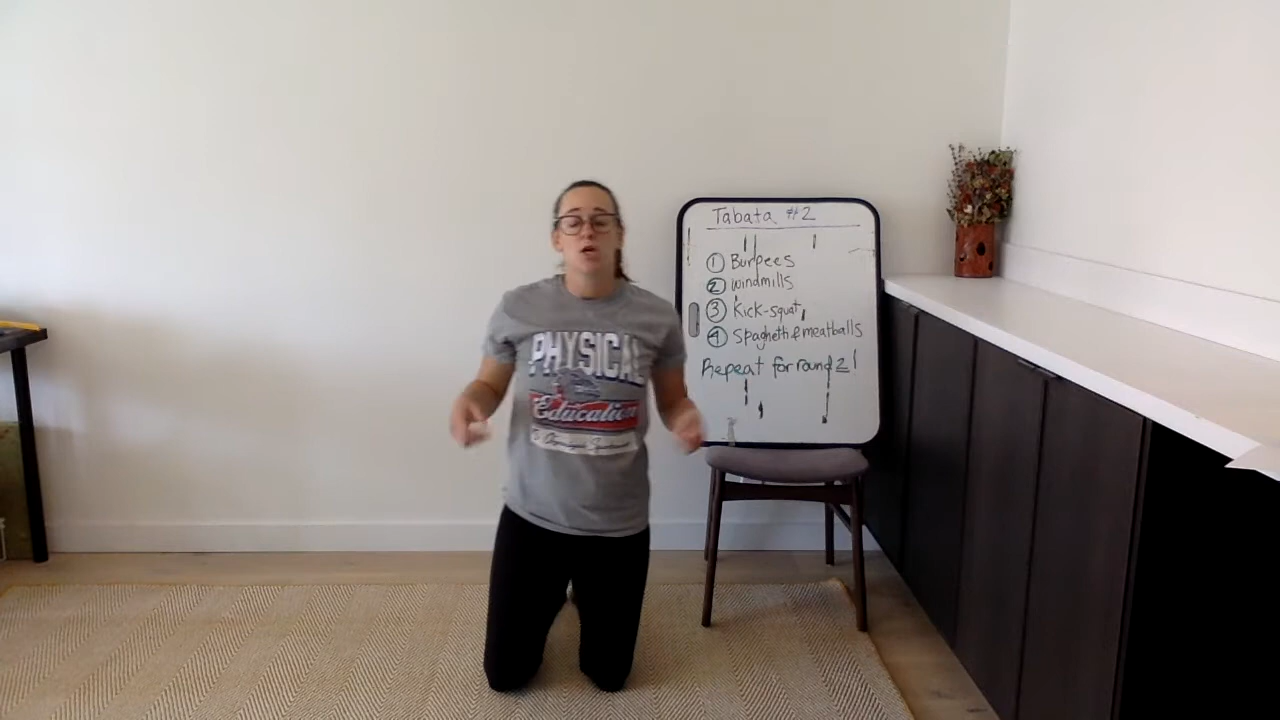 Tabata #2
① Burpees
② windmills
③ Kick-squat
④ Spaghetti & meatballs
Repeat for round 2!
PHYSICAL
Education